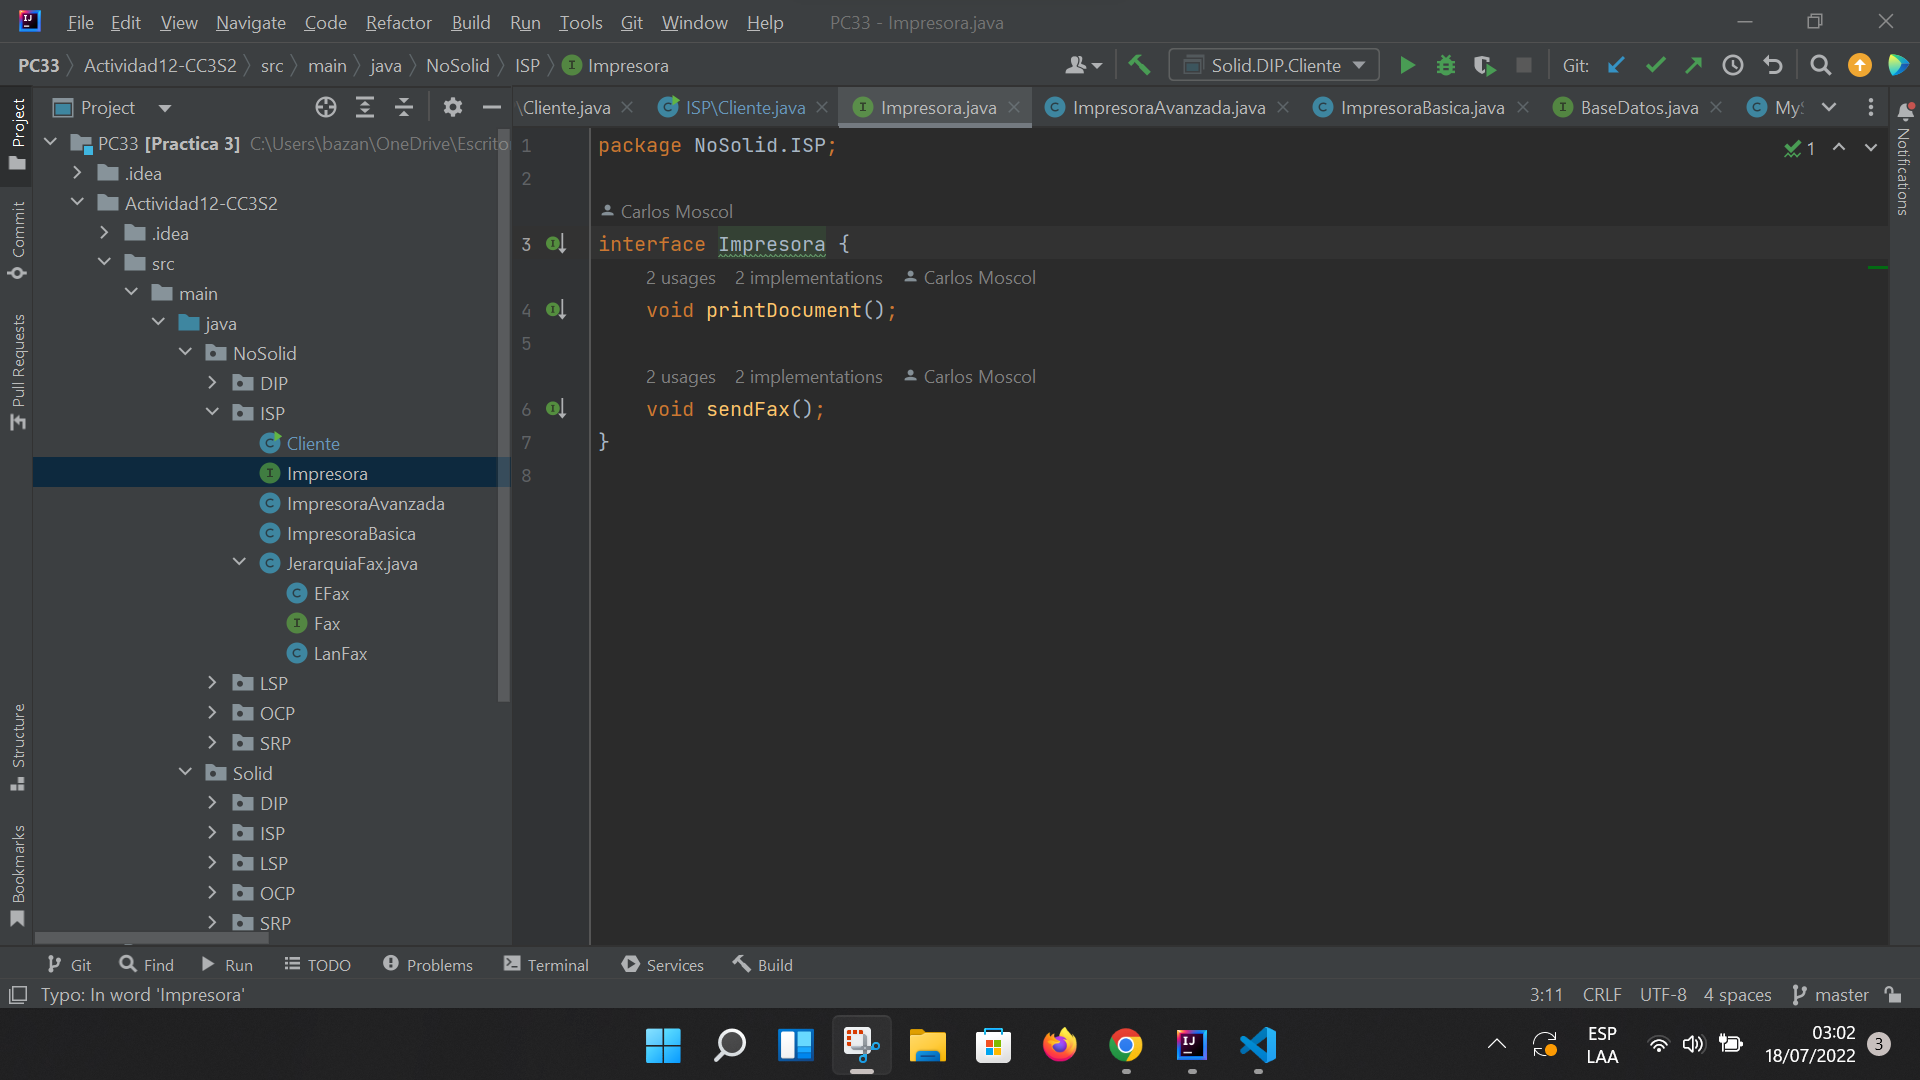 File Edit View Navigate Code Refactor Build Run Tools Git Window Help PC33 - Impresora.java
PC33 Actividad12-CC3S2 src main java NoSolid ISP Impresora Solid.DIP.Cliente Git:
Project
\Cliente.java ISP\Cliente.java Impresora.java ImpresoraAvanzada.java ImpresoraBasica.java BaseDatos.java My
Project
Commit
Pull Requests
Structure
Bookmarks
PC33 [Practica 3] C:\Users\bazan\OneDrive\Escrito
.idea
Actividad12-CC3S2
.idea
src
main
java
NoSolid
DIP
ISP
Cliente
Impresora
ImpresoraAvanzada
ImpresoraBasica
JerarquiaFax.java
EFax
Fax
LanFax
LSP
OCP
SRP
Solid
DIP
ISP
LSP
OCP
SRP
1 package NoSolid.ISP;
2
Carlos Moscol
3 interface Impresora {
2 usages 2 implementations Carlos Moscol
4 void printDocument();
5
2 usages 2 implementations Carlos Moscol
6 void sendFax();
7 }
8
1
Notifications
Git Find Run TODO Problems Terminal Services Build
Typo: In word 'Impresora' 3:11 CRLF UTF-8 4 spaces master
ESP
LAA
03:02
18/07/2022
3